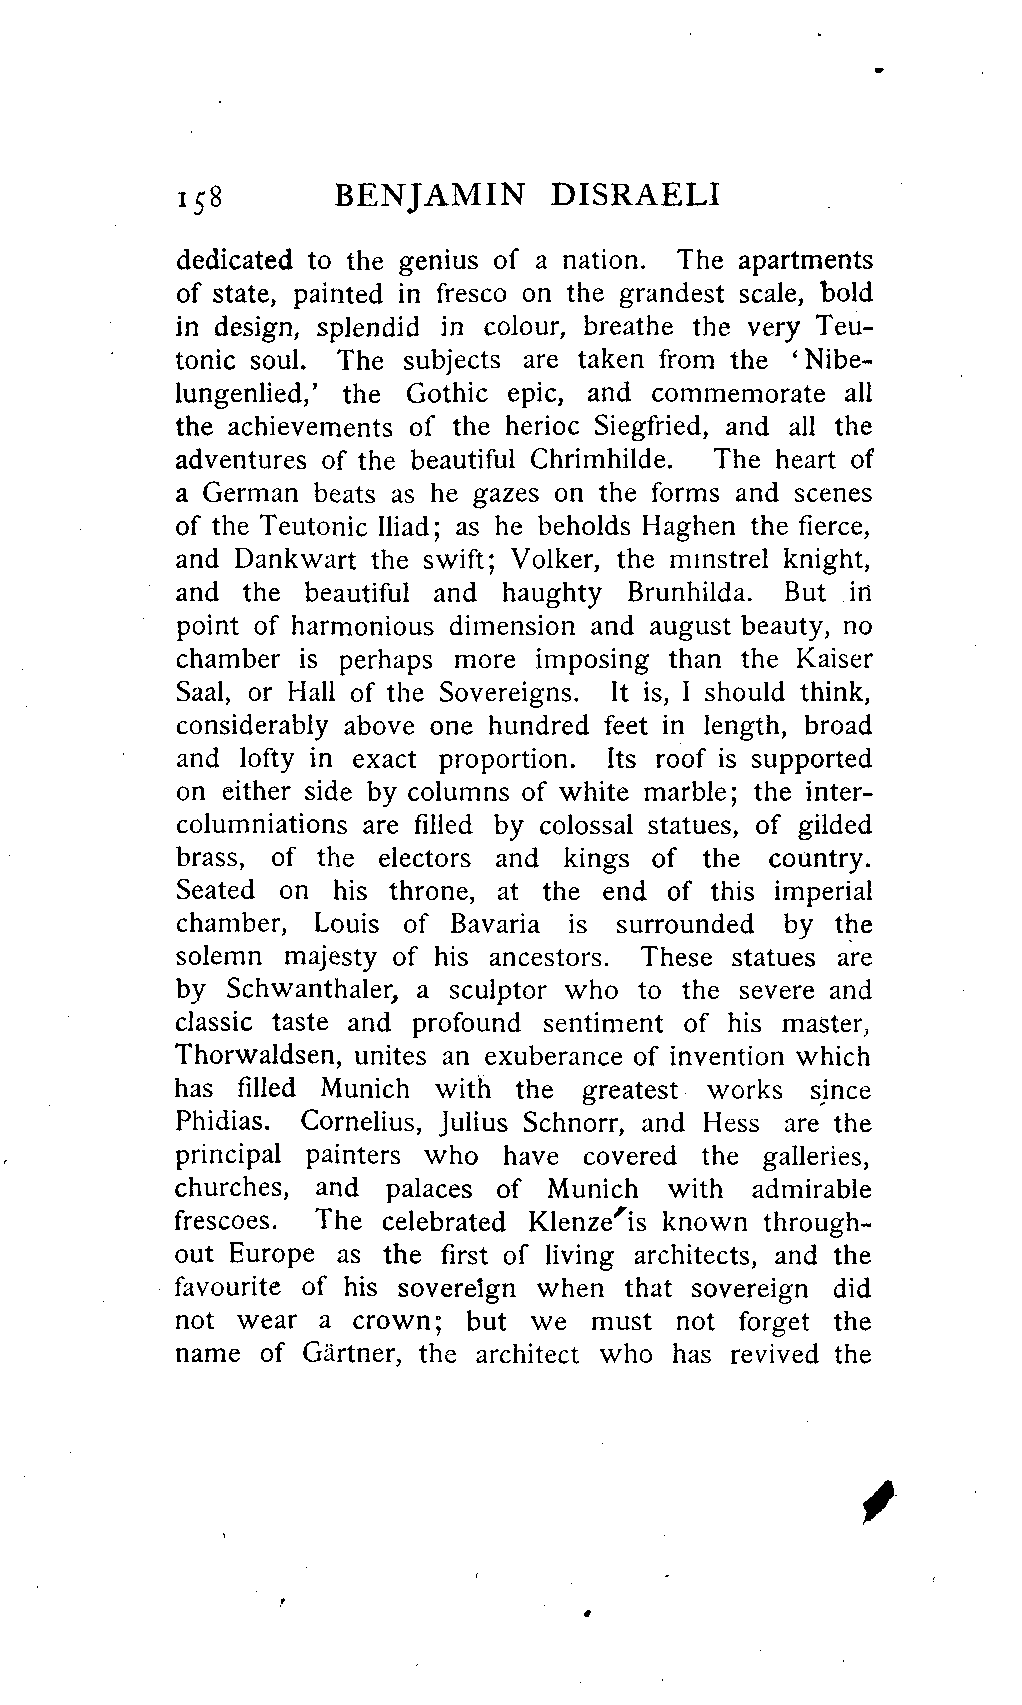 158 BENJAMIN DISRAELI
dedicated to the genius of a nation. The apartments
of state, painted in fresco on the grandest scale, bold
in design, splendid in colour, breathe the very Teu-
tonic soul. The subjects are taken from the ‘Nibe-
lungenlied,’ the Gothic epic, and commemorate all
the achievements of the herioc Siegfried, and all the
adventures of the beautiful Chrimhilde. The heart of
a German beats as he gazes on the forms and scenes
of the Teutonic Iliad; as he beholds Haghen the fierce,
and Dankwart the swift; Volker, the minstrel knight,
and the beautiful and haughty Brunhilda. But in
point of harmonious dimension and august beauty, no
chamber is perhaps more imposing than the Kaiser
Saal, or Hall of the Sovereigns. It is, I should think,
considerably above one hundred feet in length, broad
and lofty in exact proportion. Its roof is supported
on either side by columns of white marble; the inter-
columniations are filled by colossal statues, of gilded
brass, of the electors and kings of the country.
Seated on his throne, at the end of this imperial
chamber, Louis of Bavaria is surrounded by the
solemn majesty of his ancestors. These statues are
by Schwanthaler, a sculptor who to the severe and
classic taste and profound sentiment of his master,
Thorwaldsen, unites an exuberance of invention which
has filled Munich with the greatest works since
Phidias. Cornelius, Julius Schnorr, and Hess are the
principal painters who have covered the galleries,
churches, and palaces of Munich with admirable
frescoes. The celebrated Klenze is known through-
out Europe as the first of living architects, and the
favourite of his sovereign when that sovereign did
not wear a crown; but we must not forget the
name of Gärtner, the architect who has revived the